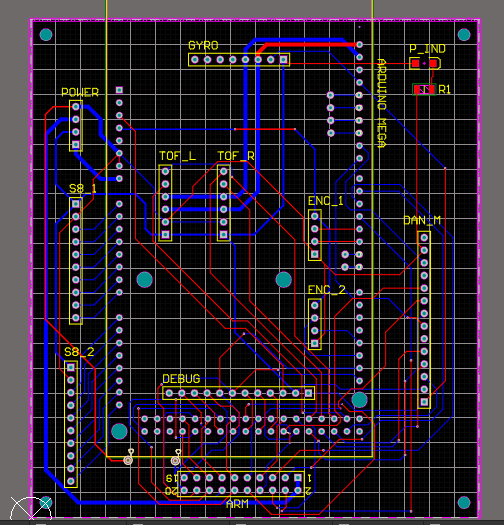 GYRO
P_IND
ARDUINO MEGA
R1
POWER
TOF_L
TOF_R
S8_1
ENC_1
DAN_M
ENC_2
S8_2
DEBUG
19
1
20
2
ARM